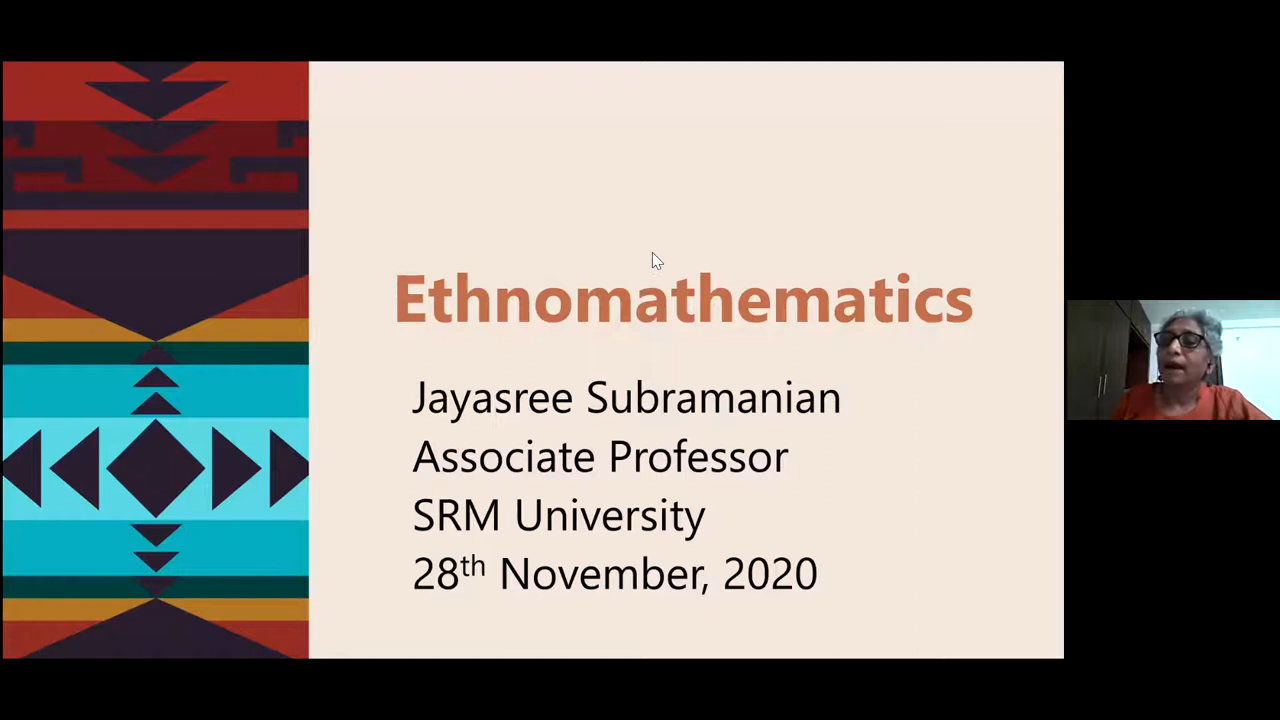 Ethnomathematics
Jayasree Subramanian
Associate Professor
SRM University
28th November, 2020